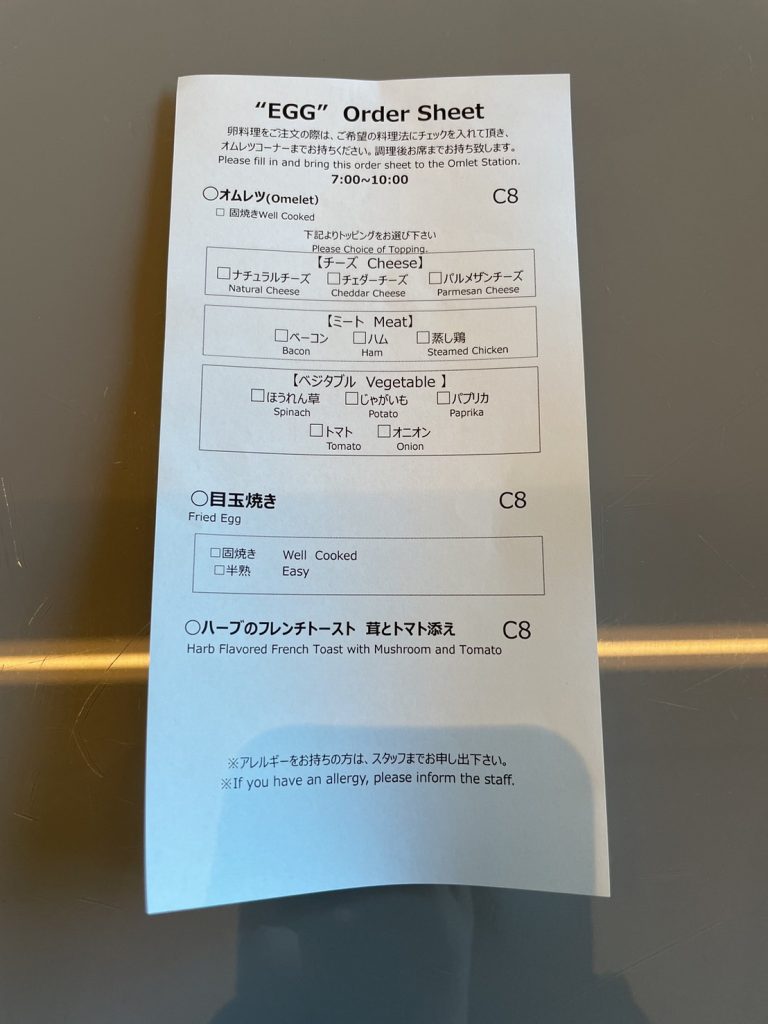 “EGG” Order Sheet
卵料理をご注文の際は、ご希望の料理法にチェックを入れて頂き、
オムレツコーナーまでお持ちください。調理後お席までお持ち致します。
Please fill in and bring this order sheet to the Omlet Station.
7:00~10:00
○オムレツ(Omelet) C8
□ 固焼きWell Cooked
下記よりトッピングをお選び下さい
Please Choice of Topping.
【チーズ Cheese】
□ナチュラルチーズ □チェダーチーズ □パルメザンチーズ
Natural Cheese Cheddar Cheese Parmesan Cheese
【ミート Meat】
□ベーコン □ハム □蒸し鶏
Bacon Ham Steamed Chicken
【ベジタブル Vegetable 】
□ほうれん草 □じゃがいも □パプリカ
Spinach Potato Paprika
□トマト □オニオン
Tomato Onion
○目玉焼き C8
Fried Egg
□固焼き Well Cooked
□半熟 Easy
○ハーブのフレンチトースト 茸とトマト添え C8
Harb Flavored French Toast with Mushroom and Tomato
※アレルギーをお持ちの方は、スタッフまでお申し出下さい。
※If you have an allergy, please inform the staff.